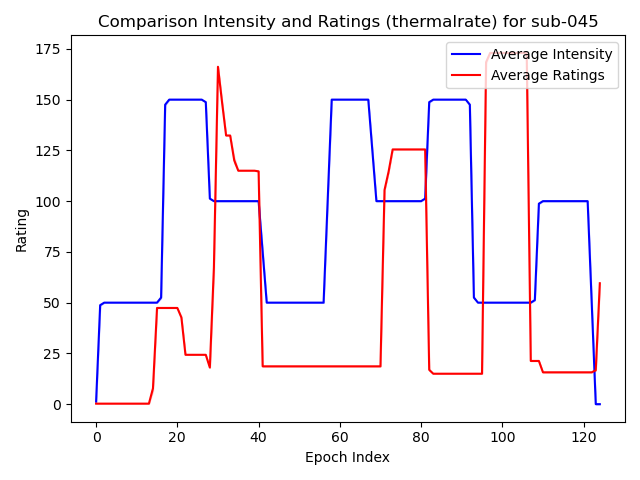 Comparison Intensity and Ratings (thermalrate) for sub-045
Average Intensity
Average Ratings
Rating
175
150
125
100
75
50
25
0
0 20 40 60 80 100 120
Epoch Index